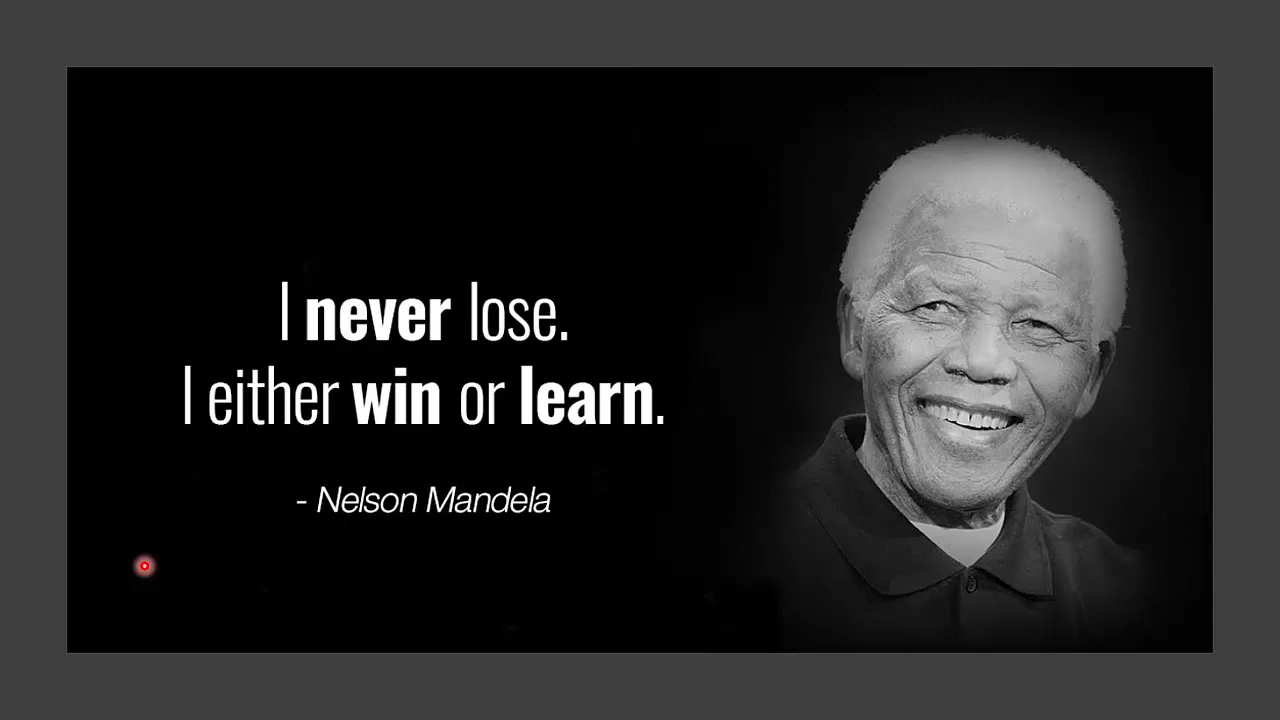 I never lose.
I either win or learn.
- Nelson Mandela